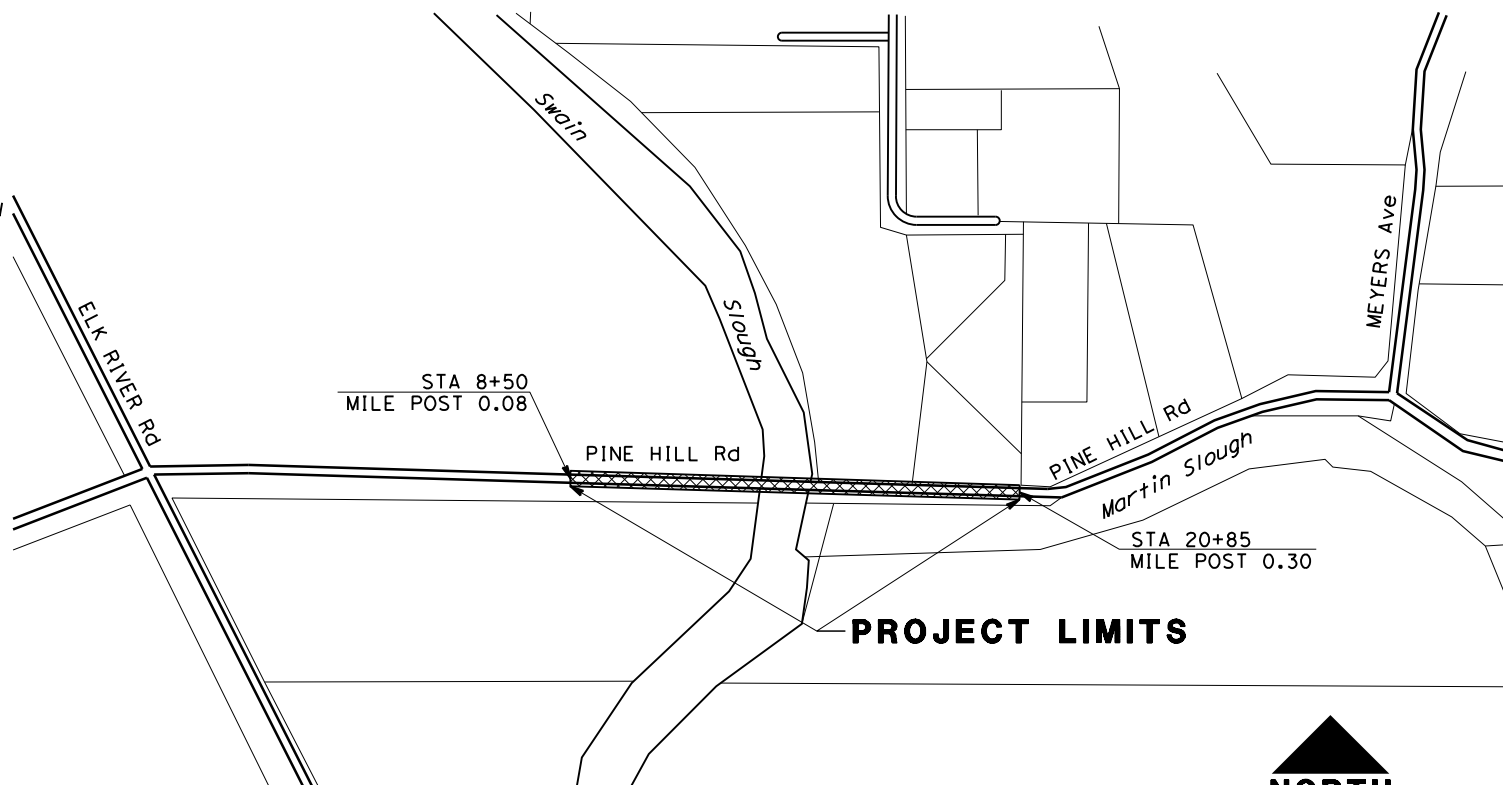 Swain
Slough
ELK RIVER Rd
MEYERS Ave
STA 8+50
MILE POST 0.08
PINE HILL Rd
PINE HILL Rd
Martin Slough
STA 20+85
MILE POST 0.30
PROJECT LIMITS
NORTH